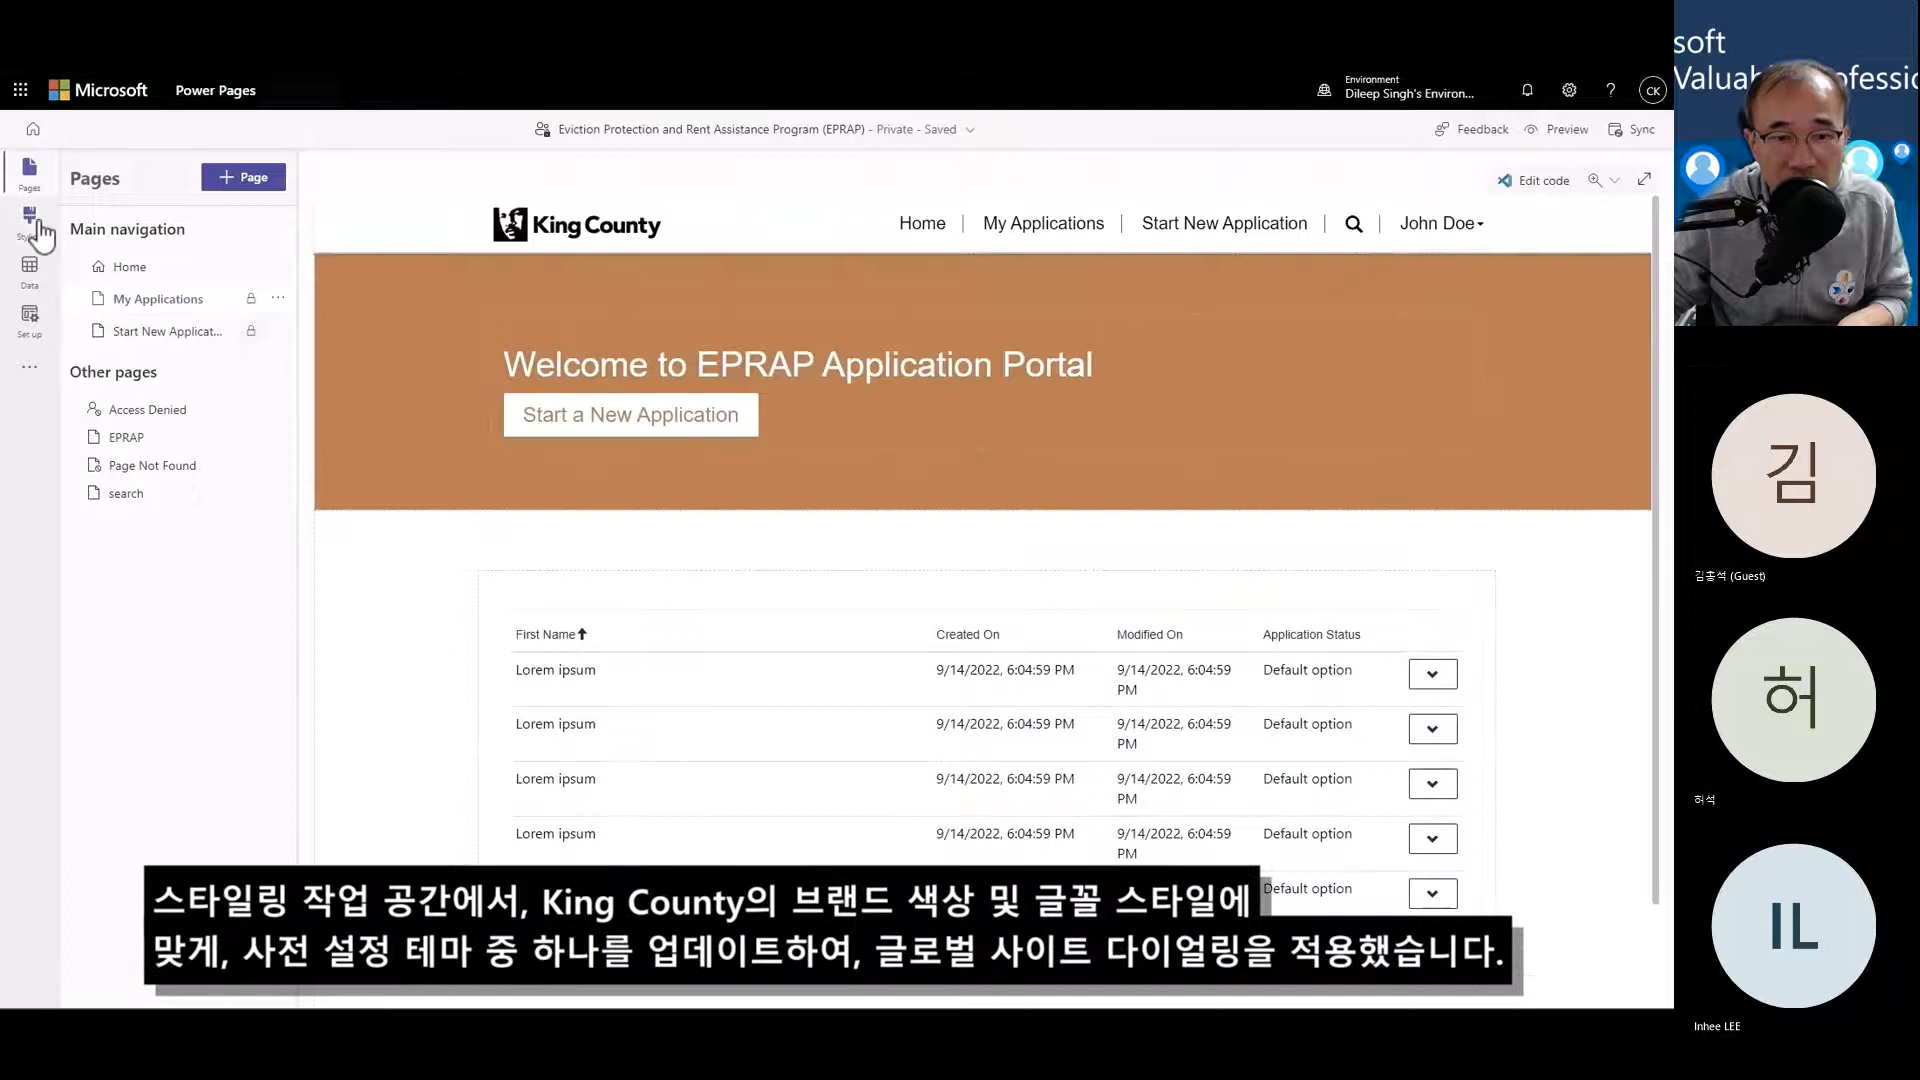 soft
Valuab ofessio
Microsoft
Power Pages
Environment
Dileep Singh's Environ...
CK
Eviction Protection and Rent Assistance Program (EPRAP) - Private - Saved
Feedback
Preview
Sync
Pages
Data
Set up
Pages
Page
Main navigation
Home
My Applications
Start New Applicat...
Other pages
Access Denied
EPRAP
Page Not Found
search
Edit code
King County
Home
My Applications
Start New Application
John Doe
Welcome to EPRAP Application Portal
Start a New Application
First Name Created On Modified On Application Status
Lorem ipsum 9/14/2022, 6:04:59 PM 9/14/2022, 6:04:59 Default option
PM
Lorem ipsum 9/14/2022, 6:04:59 PM 9/14/2022, 6:04:59 Default option
PM
Lorem ipsum 9/14/2022, 6:04:59 PM 9/14/2022, 6:04:59 Default option
PM
Lorem ipsum 9/14/2022, 6:04:59 PM 9/14/2022, 6:04:59 Default option
PM
Default option
스타일링 작업 공간에서, King County의 브랜드 색상 및 글꼴 스타일에
맞게, 사전 설정 테마 중 하나를 업데이트하여, 글로벌 사이트 다이얼링을 적용했습니다.
김
김홍석 (Guest)
허
허석
IL
Inhee LEE